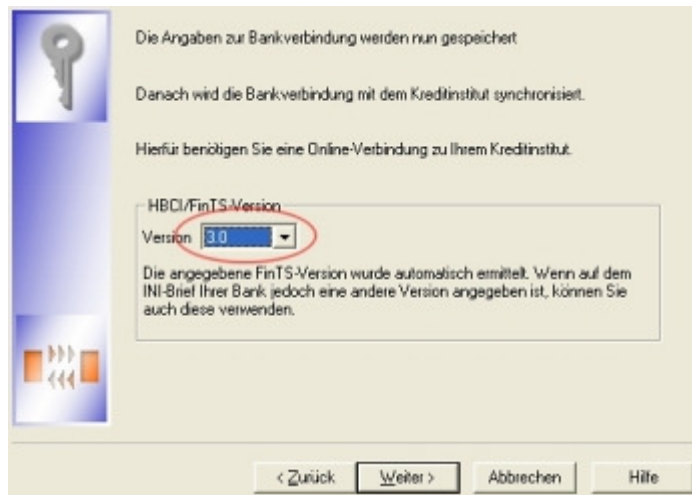 Die Angaben zur Bankverbindung werden nun gespeichert
Danach wird die Bankverbindung mit dem Kreditinstitut synchronisiert.
Hierfür benötigen Sie eine Online-Verbindung zu Ihrem Kreditinstitut.
HBCI/FinTS-Version
Version 3.0
Die angegebene FinTS-Version wurde automatisch ermittelt. Wenn auf dem
INI-Brief Ihrer Bank jedoch eine andere Version angegeben ist, können Sie
auch diese verwenden.
< Zurück Weiter > Abbrechen Hilfe